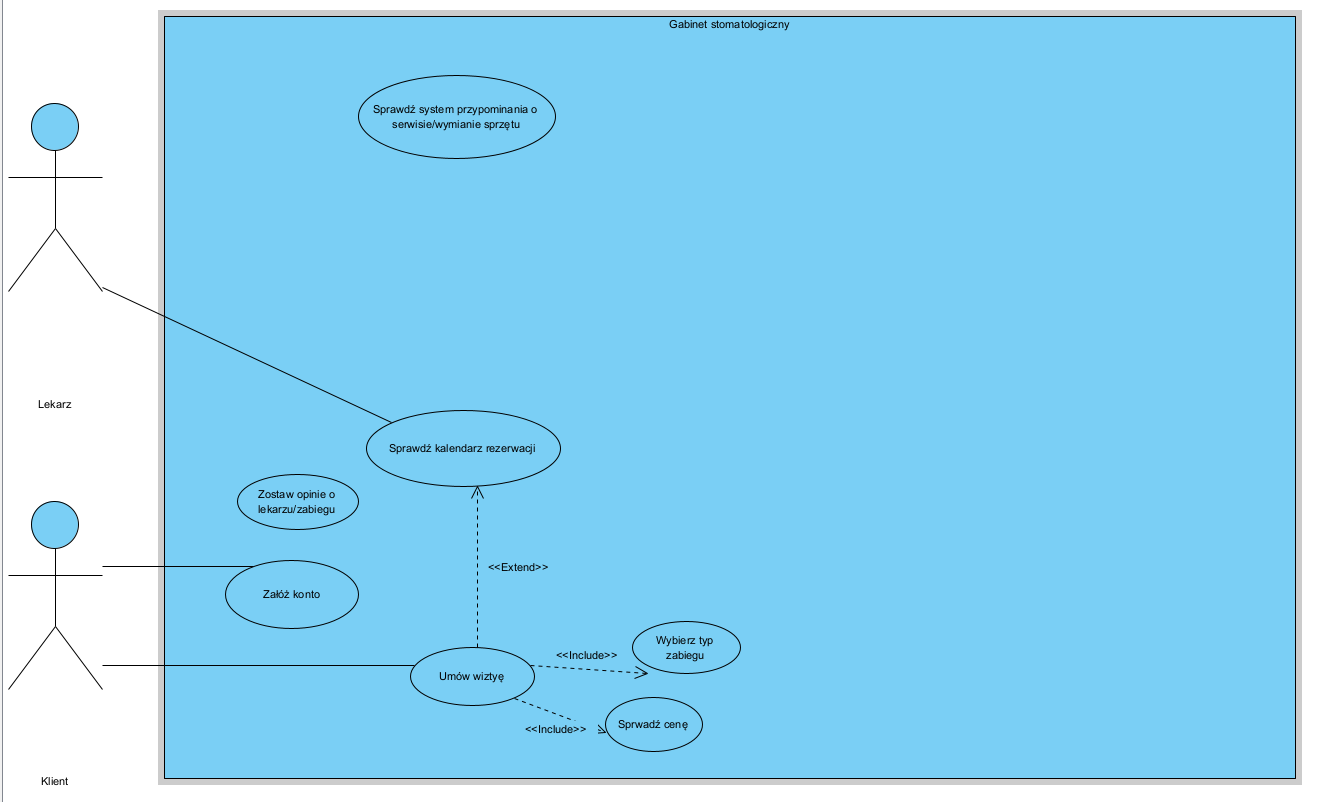 Gabinet stomatologiczny
Sprawdź system przypominania o
serwisie/wymianie sprzętu
Lekarz
Sprawdź kalendarz rezerwacji
Zostaw opinie o
lekarzu/zabiegu
<<Extend>>
Załóż konto
Wybierz typ
zabiegu
<<Include>>
Umów wiztyę
Sprwadź cenę
<<Include>>
Klient